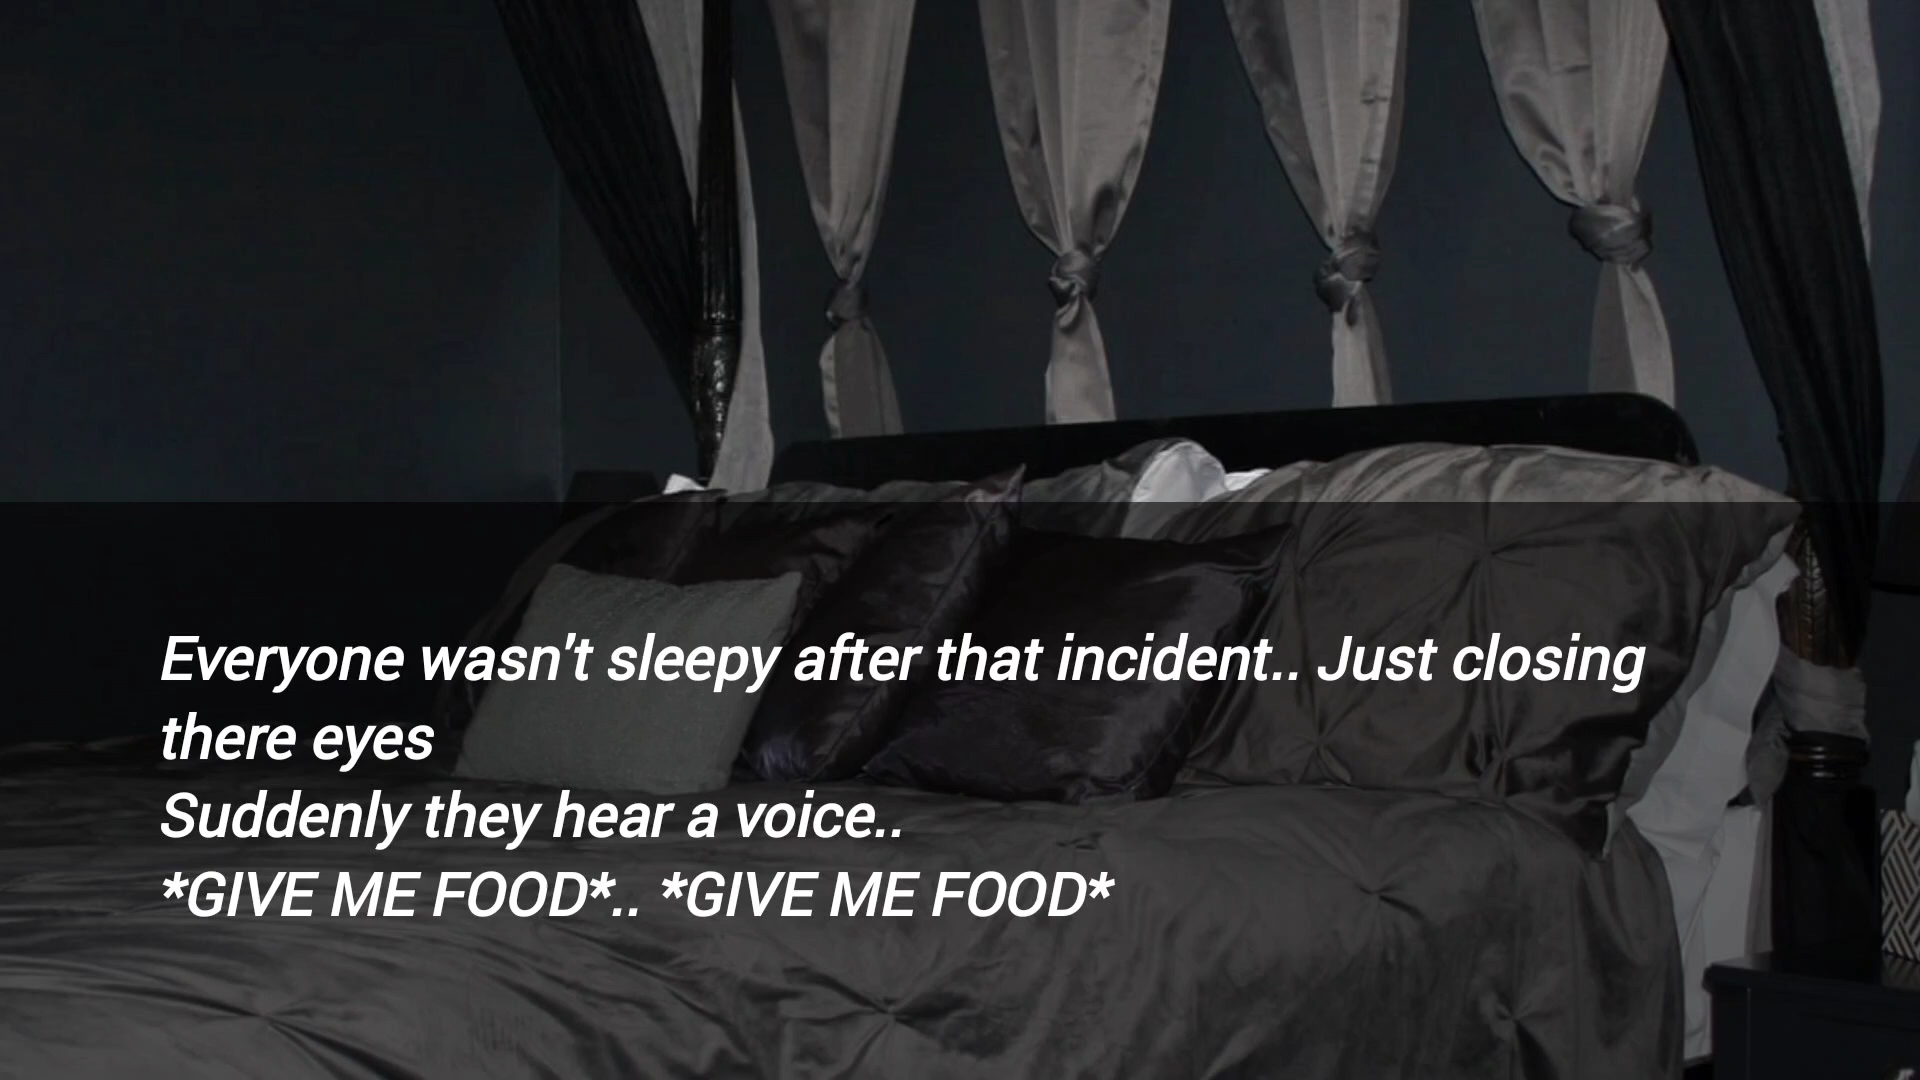 Everyone wasn't sleepy after that incident.. Just closing
there eyes
Suddenly they hear a voice..
*GIVE ME FOOD*.. *GIVE ME FOOD*